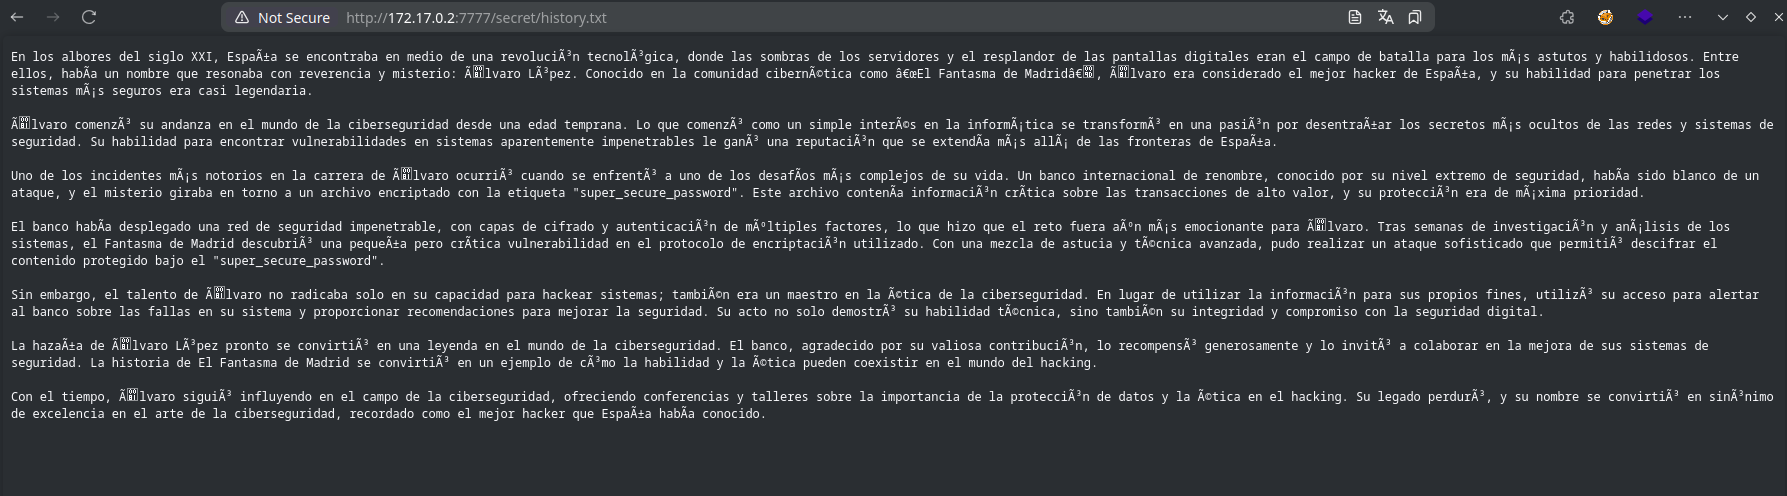 Not Secure http://172.17.0.2:7777/secret/history.txt
En los albores del siglo XXI, EspaÃ±a se encontraba en medio de una revoluciÃ³n tecnolÃ³gica, donde las sombras de los servidores y el resplandor de las pantallas digitales eran el campo de batalla para los mÃ¡s astutos y habilidosos. Entre
ellos, habÃ­a un nombre que resonaba con reverencia y misterio: Ãlvaro LÃ³pez. Conocido en la comunidad cibernÃ©tica como â€œEl Fantasma de Madridâ€, Ãlvaro era considerado el mejor hacker de EspaÃ±a, y su habilidad para penetrar los
sistemas mÃ¡s seguros era casi legendaria.
Ãlvaro comenzÃ³ su andanza en el mundo de la ciberseguridad desde una edad temprana. Lo que comenzÃ³ como un simple interÃ©s en la informÃ¡tica se transformÃ³ en una pasiÃ³n por desentraÃ±ar los secretos mÃ¡s ocultos de las redes y sistemas de
seguridad. Su habilidad para encontrar vulnerabilidades en sistemas aparentemente impenetrables le ganÃ³ una reputaciÃ³n que se extendÃ­a mÃ¡s allÃ¡ de las fronteras de EspaÃ±a.
Uno de los incidentes mÃ¡s notorios en la carrera de Ãlvaro ocurriÃ³ cuando se enfrentÃ³ a uno de los desafÃ­os mÃ¡s complejos de su vida. Un banco internacional de renombre, conocido por su nivel extremo de seguridad, habÃ­a sido blanco de un
ataque, y el misterio giraba en torno a un archivo encriptado con la etiqueta "super_secure_password". Este archivo contenÃ­a informaciÃ³n crÃ­tica sobre las transacciones de alto valor, y su protecciÃ³n era de mÃ¡xima prioridad.
El banco habÃ­a desplegado una red de seguridad impenetrable, con capas de cifrado y autenticaciÃ³n de mÃºltiples factores, lo que hizo que el reto fuera aÃºn mÃ¡s emocionante para Ãlvaro. Tras semanas de investigaciÃ³n y anÃ¡lisis de los
sistemas, el Fantasma de Madrid descubriÃ³ una pequeÃ±a pero crÃ­tica vulnerabilidad en el protocolo de encriptaciÃ³n utilizado. Con una mezcla de astucia y tÃ©cnica avanzada, pudo realizar un ataque sofisticado que permitiÃ³ descifrar el
contenido protegido bajo el "super_secure_password".
Sin embargo, el talento de Ãlvaro no radicaba solo en su capacidad para hackear sistemas; tambiÃ©n era un maestro en la Ã©tica de la ciberseguridad. En lugar de utilizar la informaciÃ³n para sus propios fines, utilizÃ³ su acceso para alertar
al banco sobre las fallas en su sistema y proporcionar recomendaciones para mejorar la seguridad. Su acto no solo demostrÃ³ su habilidad tÃ©cnica, sino tambiÃ©n su integridad y compromiso con la seguridad digital.
La hazaÃ±a de Ãlvaro LÃ³pez pronto se convirtiÃ³ en una leyenda en el mundo de la ciberseguridad. El banco, agradecido por su valiosa contribuciÃ³n, lo recompensÃ³ generosamente y lo invitÃ³ a colaborar en la mejora de sus sistemas de
seguridad. La historia de El Fantasma de Madrid se convirtiÃ³ en un ejemplo de cÃ³mo la habilidad y la Ã©tica pueden coexistir en el mundo del hacking.
Con el tiempo, Ãlvaro siguiÃ³ influyendo en el campo de la ciberseguridad, ofreciendo conferencias y talleres sobre la importancia de la protecciÃ³n de datos y la Ã©tica en el hacking. Su legado perdurÃ³, y su nombre se convirtiÃ³ en sinÃ³nimo
de excelencia en el arte de la ciberseguridad, recordado como el mejor hacker que EspaÃ±a habÃ­a conocido.